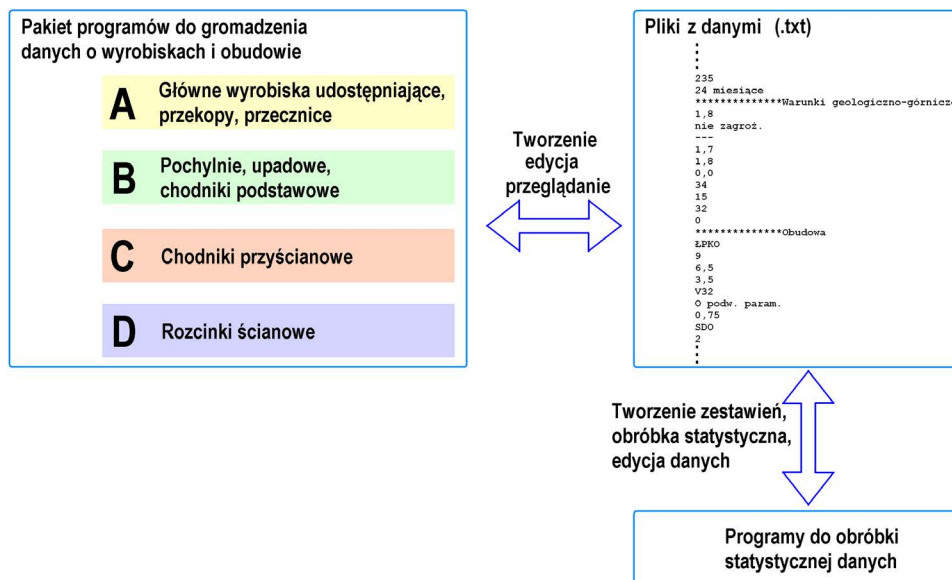 Pakiet programów do gromadzenia
danych o wyrobiskach i obudowie
A
Główne wyrobiska udostępniające,
przekopy, przecznice
B
Pochylnie, upadowe,
chodniki podstawowe
C
Chodniki przyścianowe
D
Rozcinki ścianowe
Tworzenie
edycja
przeglądanie
Pliki z danymi (.txt)
235
24 miesiące
**************Warunki geologiczno-górnicz
1,8
nie zagroż.
---
1,7
1,8
0,0
34
15
32
0
**************Obudowa
ŁPKO
9
6,5
3,5
V32
O podw. param.
0,75
SDO
2
Tworzenie zestawień,
obróbka statystyczna,
edycja danych
Programy do obróbki
statystycznej danych